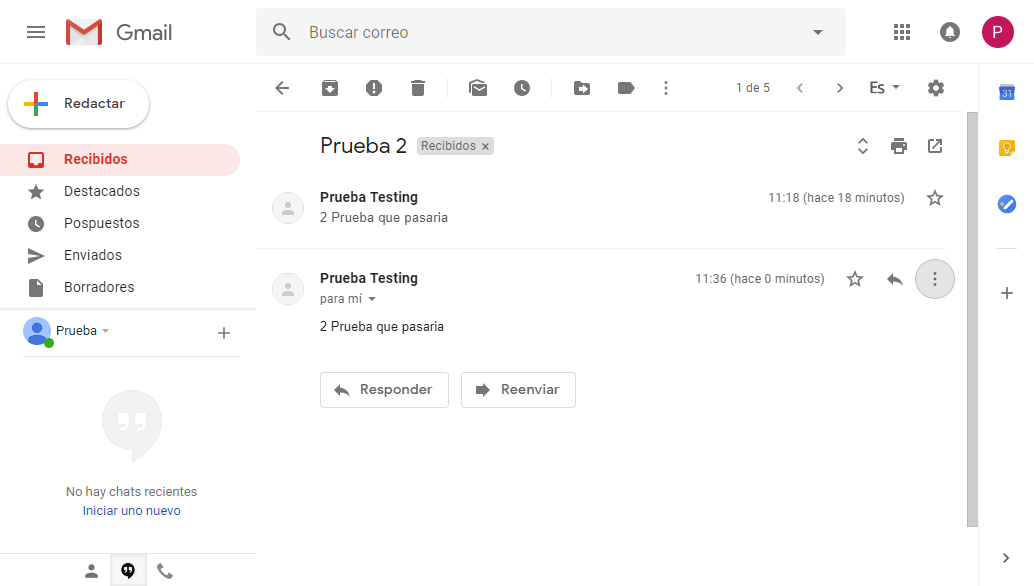 Gmail
Buscar correo
P
Redactar
1 de 5
Es
31
Recibidos
Destacados
Pospuestos
Enviados
Borradores
Prueba
No hay chats recientes
Iniciar uno nuevo
Prueba 2 Recibidos ×
Prueba Testing 11:18 (hace 18 minutos)
2 Prueba que pasaria
Prueba Testing 11:36 (hace 0 minutos)
para mí
2 Prueba que pasaria
Responder Reenviar